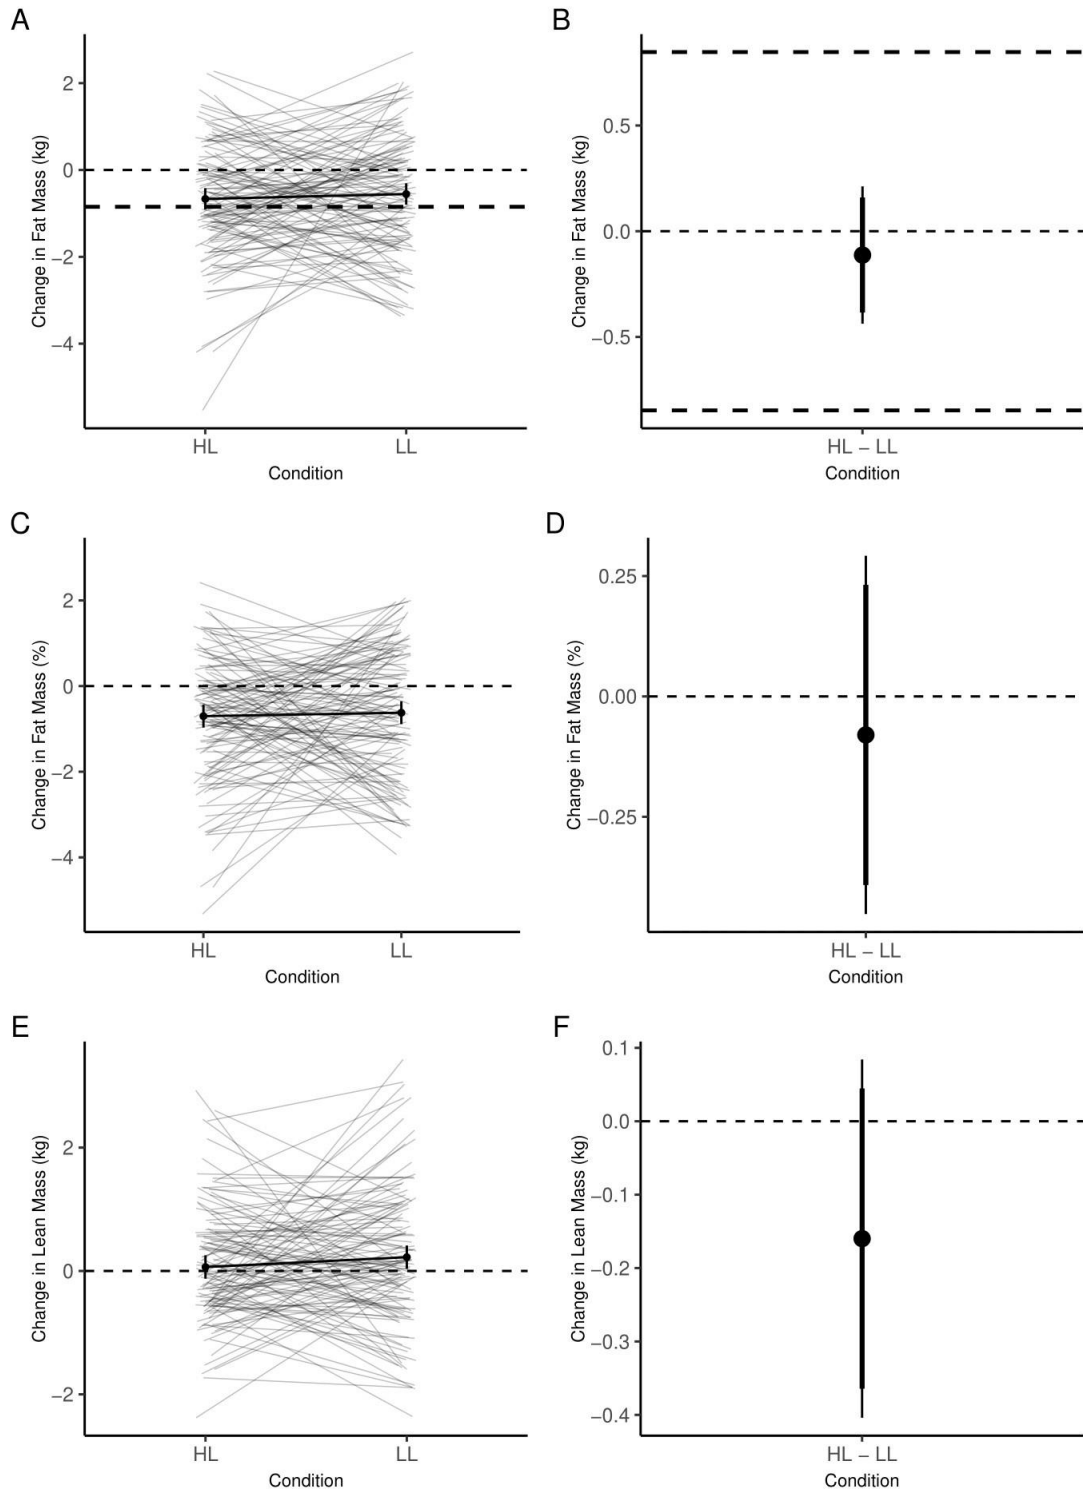 A
Change in Fat Mass (kg)
2
0
−2
−4
HL
LL
Condition
B
Change in Fat Mass (kg)
0.5
0.0
−0.5
HL − LL
Condition
C
Change in Fat Mass (%)
2
0
−2
−4
HL
LL
Condition
D
Change in Fat Mass (%)
0.25
0.00
−0.25
HL − LL
Condition
E
Change in Lean Mass (kg)
2
0
−2
HL
LL
Condition
F
Change in Lean Mass (kg)
0.1
0.0
−0.1
−0.2
−0.3
−0.4
HL − LL
Condition